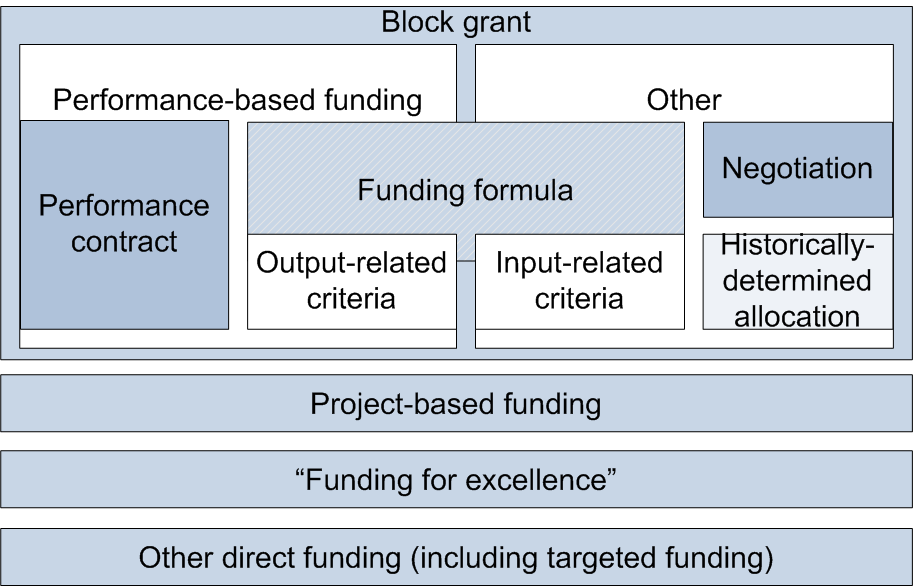 Block grant
Performance-based funding
Other
Performance
contract
Funding formula
Output-related
criteria
Input-related
criteria
Negotiation
Historically-
determined
allocation
Project-based funding
“Funding for excellence”
Other direct funding (including targeted funding)